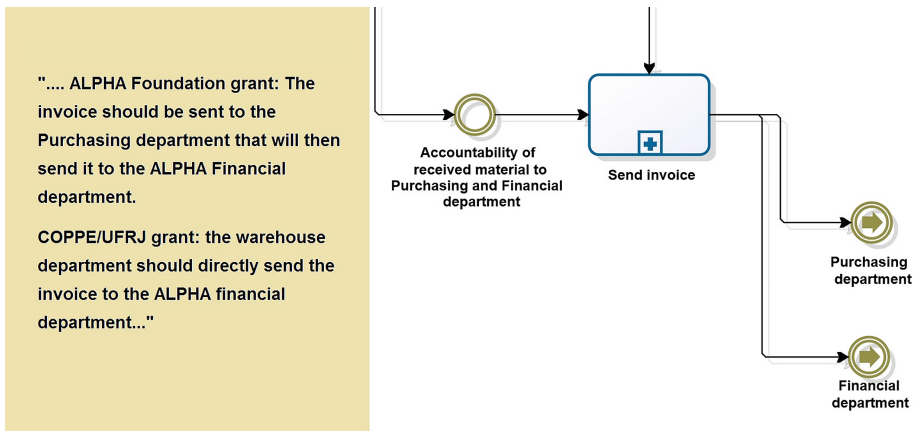 ".... ALPHA Foundation grant: The
invoice should be sent to the
Purchasing department that will then
send it to the ALPHA Financial
department.
COPPE/UFRJ grant: the warehouse
department should directly send the
invoice to the ALPHA financial
department..."
Accountability of
received material to
Purchasing and Financial
department
Send invoice
Purchasing
department
Financial
department